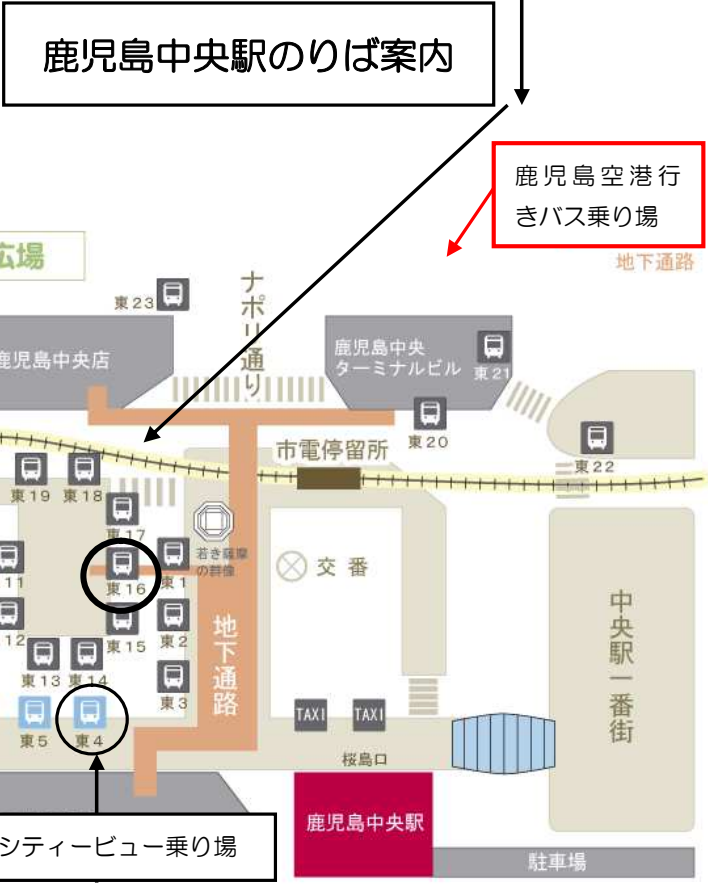 鹿児島中央駅のりば案内
鹿児島空港行
きバス乗り場
地下通路
広場
東23
ナポリ通り
鹿児島中央店
鹿児島中央
ターミナルビル
東21
東20
市電停留所
東22
東19
東18
東17
若き薩摩
の群像
交番
東16
東1
11
12
東15
東2
東13
東14
東3
地下通路
中央駅一番街
東5
東4
TAXI
TAXI
桜島口
鹿児島中央駅
シティービュー乗り場
駐車場